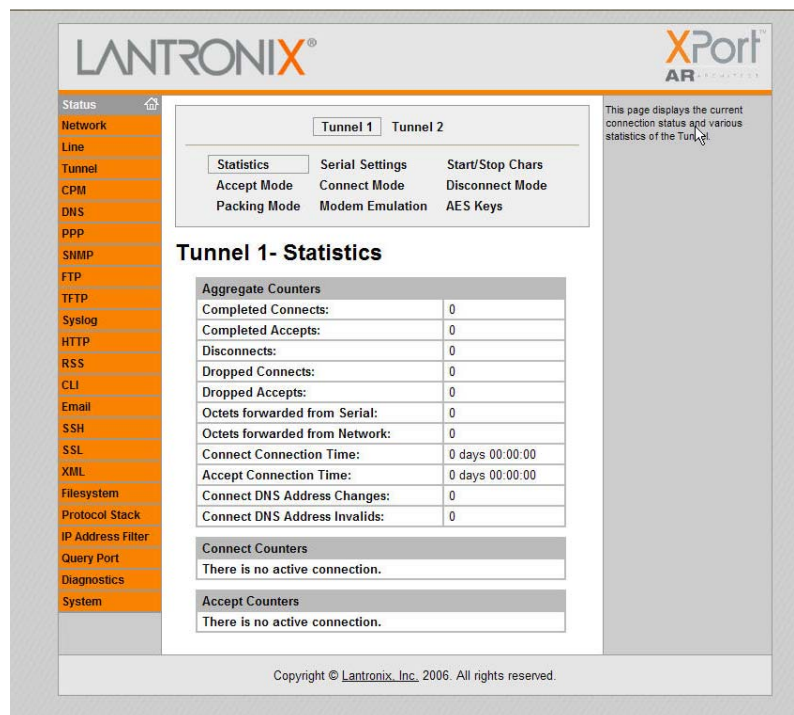 LANTRONIX®
XPort™
AR
Status
Network
Line
Tunnel
CPM
DNS
PPP
SNMP
FTP
TFTP
Syslog
HTTP
RSS
CLI
Email
SSH
SSL
XML
Filesystem
Protocol Stack
IP Address Filter
Query Port
Diagnostics
System
Tunnel 1 Tunnel 2
Statistics Serial Settings Start/Stop Chars
Accept Mode Connect Mode Disconnect Mode
Packing Mode Modem Emulation AES Keys
Tunnel 1- Statistics
Aggregate Counters
Completed Connects: 0
Completed Accepts: 0
Disconnects: 0
Dropped Connects: 0
Dropped Accepts: 0
Octets forwarded from Serial: 0
Octets forwarded from Network: 0
Connect Connection Time: 0 days 00:00:00
Accept Connection Time: 0 days 00:00:00
Connect DNS Address Changes: 0
Connect DNS Address Invalids: 0
Connect Counters
There is no active connection.
Accept Counters
There is no active connection.
This page displays the current
connection status and various
statistics of the Tunnel.
Copyright © Lantronix, Inc. 2006. All rights reserved.